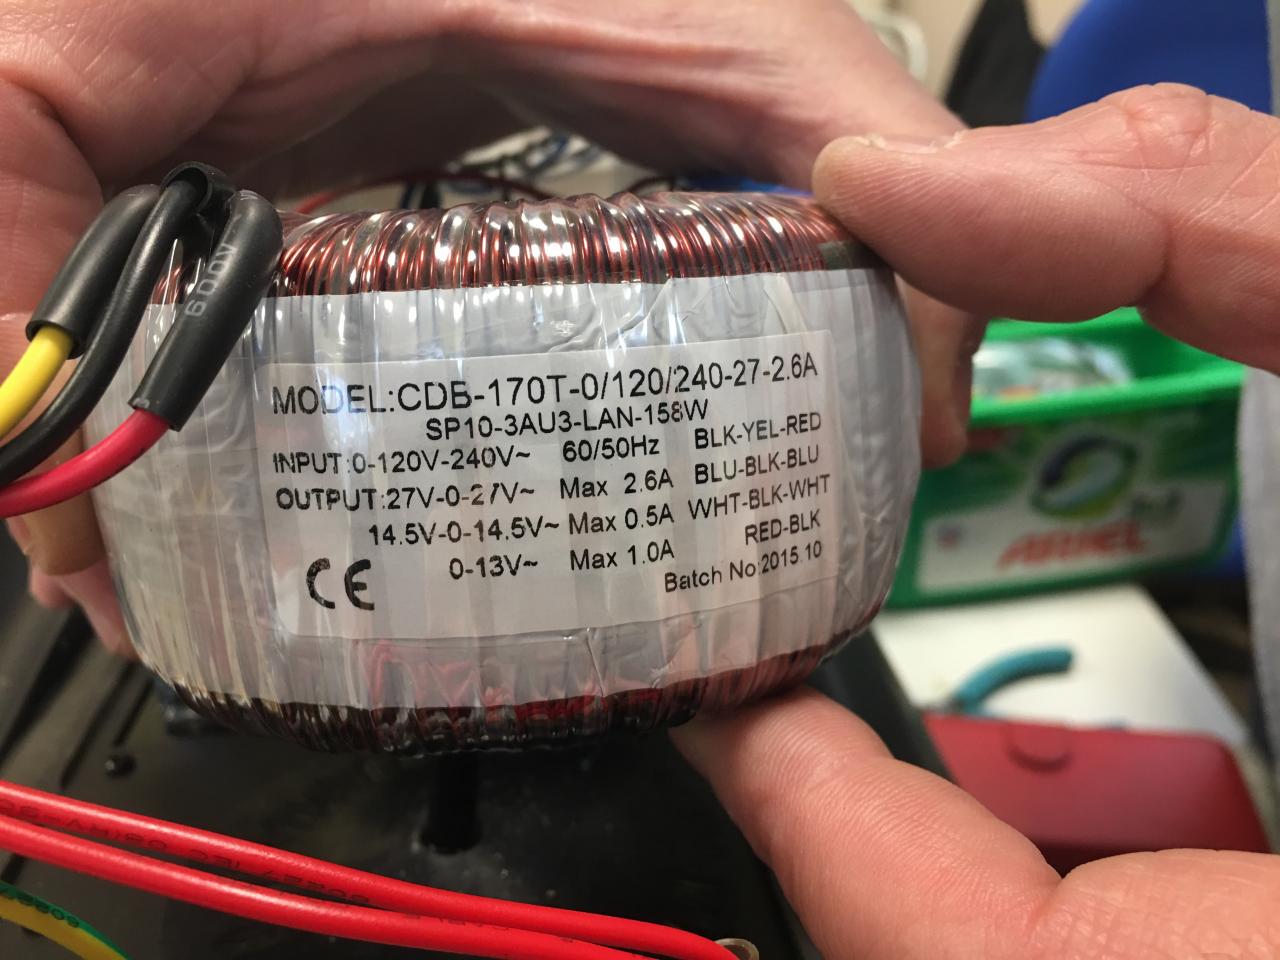 MODEL:CDB-170T-0/120/240-27-2.6A
SP10-3AU3-LAN-158W
INPUT:0-120V-240V~ 60/50Hz BLK-YEL-RED
OUTPUT:27V-0-27V~ Max 2.6A BLU-BLK-BLU
14.5V-0-14.5V~ Max 0.5A WHT-BLK-WHT
0-13V~ Max 1.0A RED-BLK
CE Batch No:2015.10
600V
ARIEL